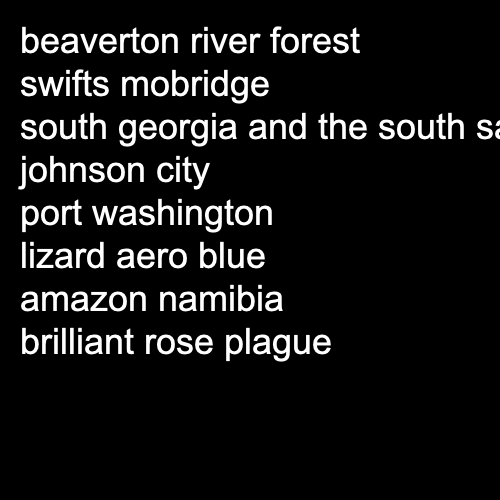 beaverton river forest
swifts mobridge
south georgia and the south
johnson city
port washington
lizard aero blue
amazon namibia
brilliant rose plague